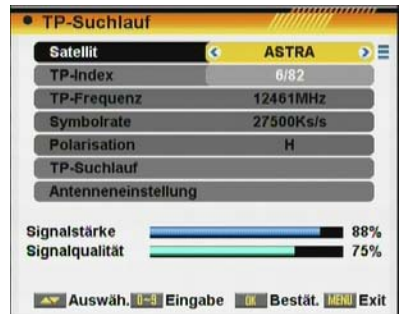 TP-Suchlauf
Satellit ASTRA
TP-Index 6/82
TP-Frequenz 12461MHz
Symbolrate 27500Ks/s
Polarisation H
TP-Suchlauf
Antenneneinstellung
Signalstärke 88%
Signalqualität 75%
Auswäh. 0~9 Eingabe OK Bestät. MENU Exit